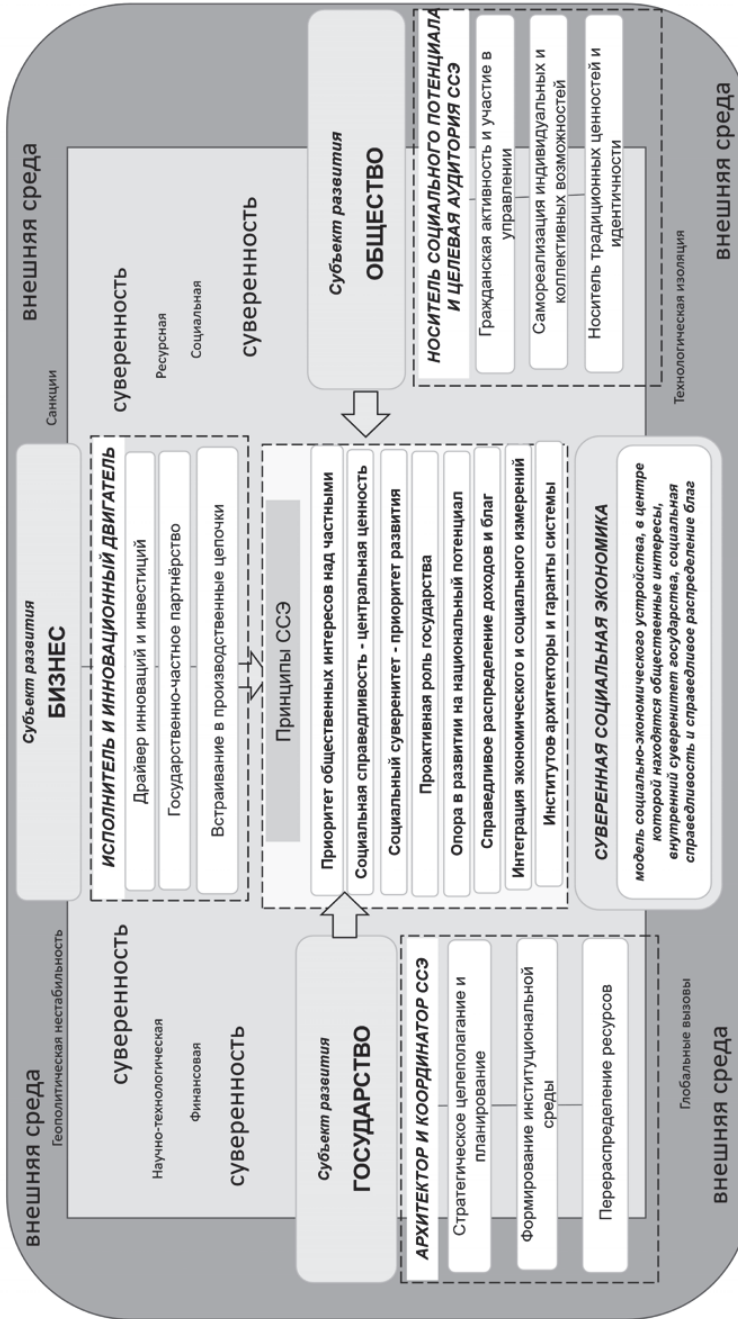 внешняя среда
внешняя среда
Геополитическая нестабильность
Санкции
Субъект развития
БИЗНЕС
ИСПОЛНИТЕЛЬ И ИННОВАЦИОННЫЙ ДВИГАТЕЛЬ
Драйвер инноваций и инвестиций
Государственно-частное партнёрство
Встраивание в производственные цепочки
суверенность
Научно-технологическая
Финансовая
суверенность
суверенность
Ресурсная
Социальная
суверенность
Субъект развития
ГОСУДАРСТВО
АРХИТЕКТОР И КООРДИНАТОР ССЭ
Стратегическое целеполагание и
планирование
Формирование институциональной
среды
Перераспределение ресурсов
Принципы ССЭ
Приоритет общественных интересов над частными
Социальная справедливость - центральная ценность
Социальный суверенитет - приоритет развития
Проактивная роль государства
Опора в развитии на национальный потенциал
Справедливое распределение доходов и благ
Интеграция экономического и социального измерений
Институтов архитекторы и гаранты системы
Субъект развития
ОБЩЕСТВО
НОСИТЕЛЬ СОЦИАЛЬНОГО ПОТЕНЦИАЛА
И ЦЕЛЕВАЯ АУДИТОРИЯ ССЭ
Гражданская активность и участие в
управлении
Самореализация индивидуальных и
коллективных возможностей
Носитель традиционных ценностей и
идентичности
СУВЕРЕННАЯ СОЦИАЛЬНАЯ ЭКОНОМИКА
модель социально-экономического устройства, в центре
которой находятся общественные интересы,
внутренний суверенитет государства, социальная
справедливость и справедливое распределение благ
Глобальные вызовы
Технологическая изоляция
внешняя среда
внешняя среда